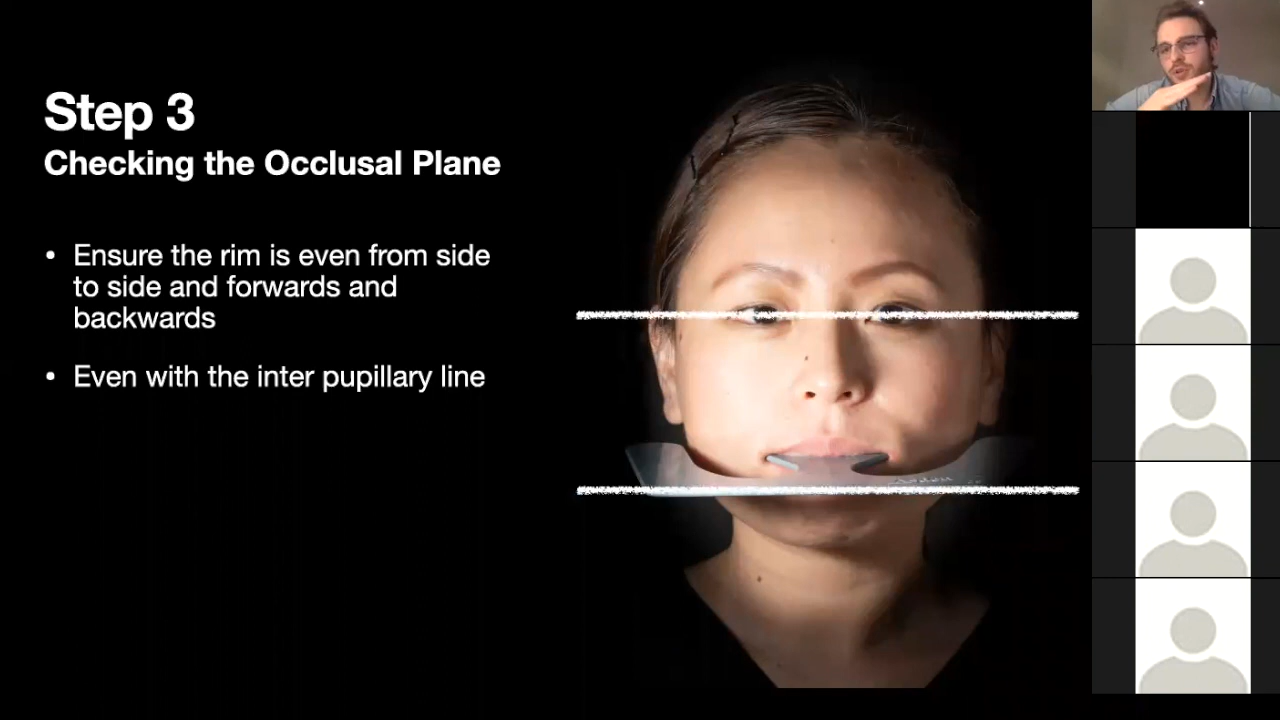 Step 3
Checking the Occlusal Plane
• Ensure the rim is even from side
to side and forwards and
backwards
• Even with the inter pupillary line